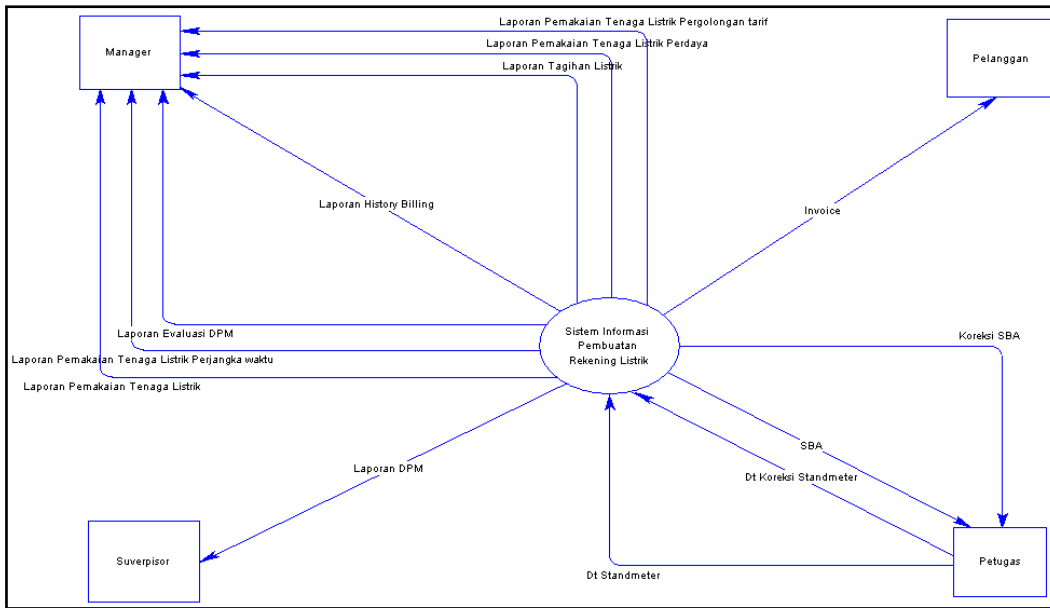 Laporan Pemakaian Tenaga Listrik Pergolongan tarif
Manager
Laporan Pemakaian Tenaga Listrik Perdaya
Pelanggan
Laporan Tagihan Listrik
Laporan History Billing
Invoice
Laporan Evaluasi DPM
Sistem Informasi
Pembuatan
Rekening Listrik
Koreksi SBA
Laporan Pemakaian Tenaga Listrik Perjangka waktu
Laporan Pemakaian Tenaga Listrik
SBA
Laporan DPM
Dt Koreksi Standmeter
Suverpisor
Petugas
Dt Standmeter